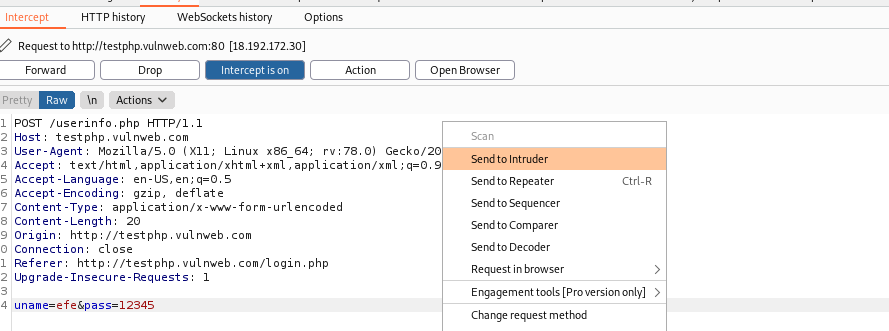 Intercept HTTP history WebSockets history Options
Request to http://testphp.vulnweb.com:80 [18.192.172.30]
Forward Drop Intercept is on Action Open Browser
Pretty Raw \n Actions
1 POST /userinfo.php HTTP/1.1
2 Host: testphp.vulnweb.com
3 User-Agent: Mozilla/5.0 (X11; Linux x86_64; rv:78.0) Gecko/20
4 Accept: text/html,application/xhtml+xml,application/xml;q=0.9
5 Accept-Language: en-US,en;q=0.5
6 Accept-Encoding: gzip, deflate
7 Content-Type: application/x-www-form-urlencoded
8 Content-Length: 20
9 Origin: http://testphp.vulnweb.com
0 Connection: close
1 Referer: http://testphp.vulnweb.com/login.php
2 Upgrade-Insecure-Requests: 1
3
4 uname=efe&pass=12345
Scan
Send to Intruder
Send to Repeater Ctrl-R
Send to Sequencer
Send to Comparer
Send to Decoder
Request in browser
Engagement tools [Pro version only]
Change request method